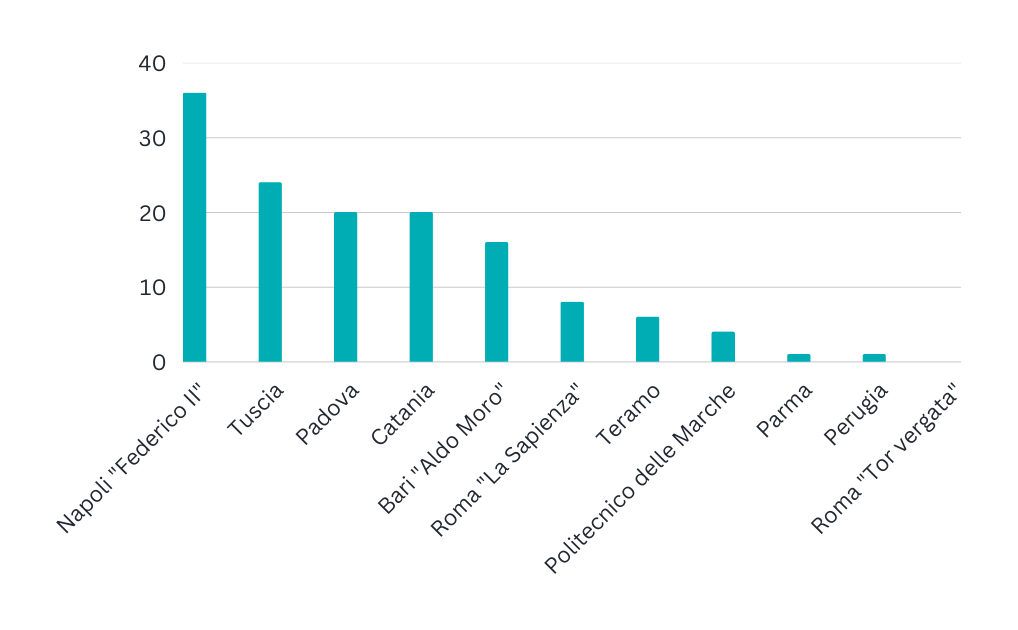 40
30
20
10
0
Napoli "Federico II"
Tuscia
Padova
Catania
Bari "Aldo Moro"
Roma "La Sapienza"
Teramo
Politecnico delle Marche
Parma
Perugia
Roma "Tor vergata"